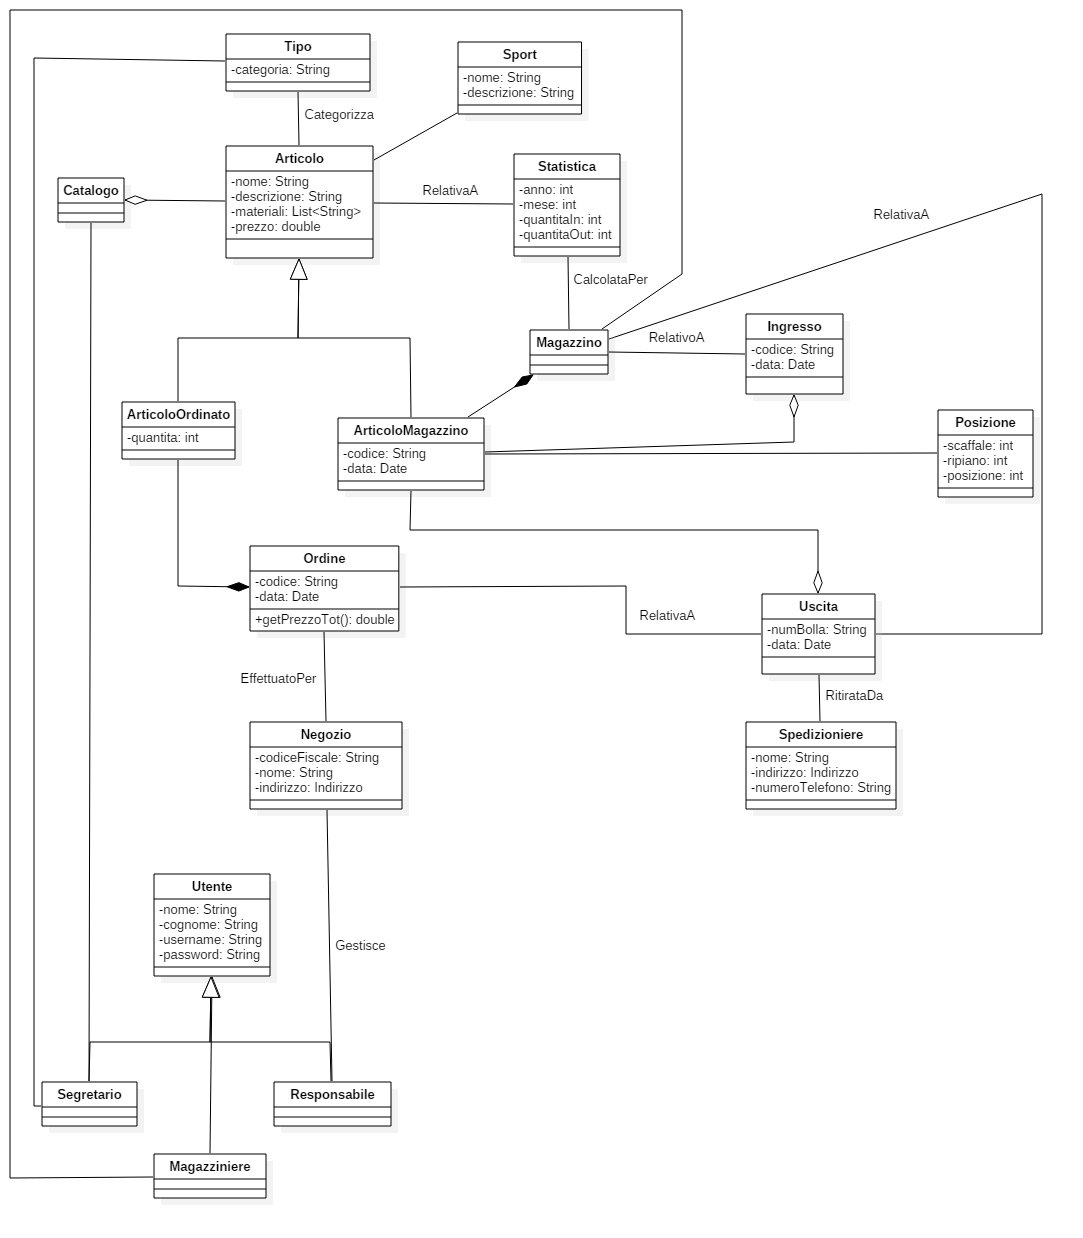 Tipo
-categoria: String
Categorizza
Sport
-nome: String
-descrizione: String
Articolo
-nome: String
-descrizione: String
-materiali: List<String>
-prezzo: double
Catalogo
RelativaA
Statistica
-anno: int
-mese: int
-quantitaIn: int
-quantitaOut: int
CalcolataPer
RelativaA
Magazzino
RelativoA
Ingresso
-codice: String
-data: Date
ArticoloOrdinato
-quantita: int
ArticoloMagazzino
-codice: String
-data: Date
Posizione
-scaffale: int
-ripiano: int
-posizione: int
Ordine
-codice: String
-data: Date
+getPrezzoTot(): double
RelativaA
Uscita
-numBolla: String
-data: Date
EffettuatoPer
RitirataDa
Negozio
-codiceFiscale: String
-nome: String
-indirizzo: Indirizzo
Spedizioniere
-nome: String
-indirizzo: Indirizzo
-numeroTelefono: String
Utente
-nome: String
-cognome: String
-username: String
-password: String
Gestisce
Segretario
Responsabile
Magazziniere